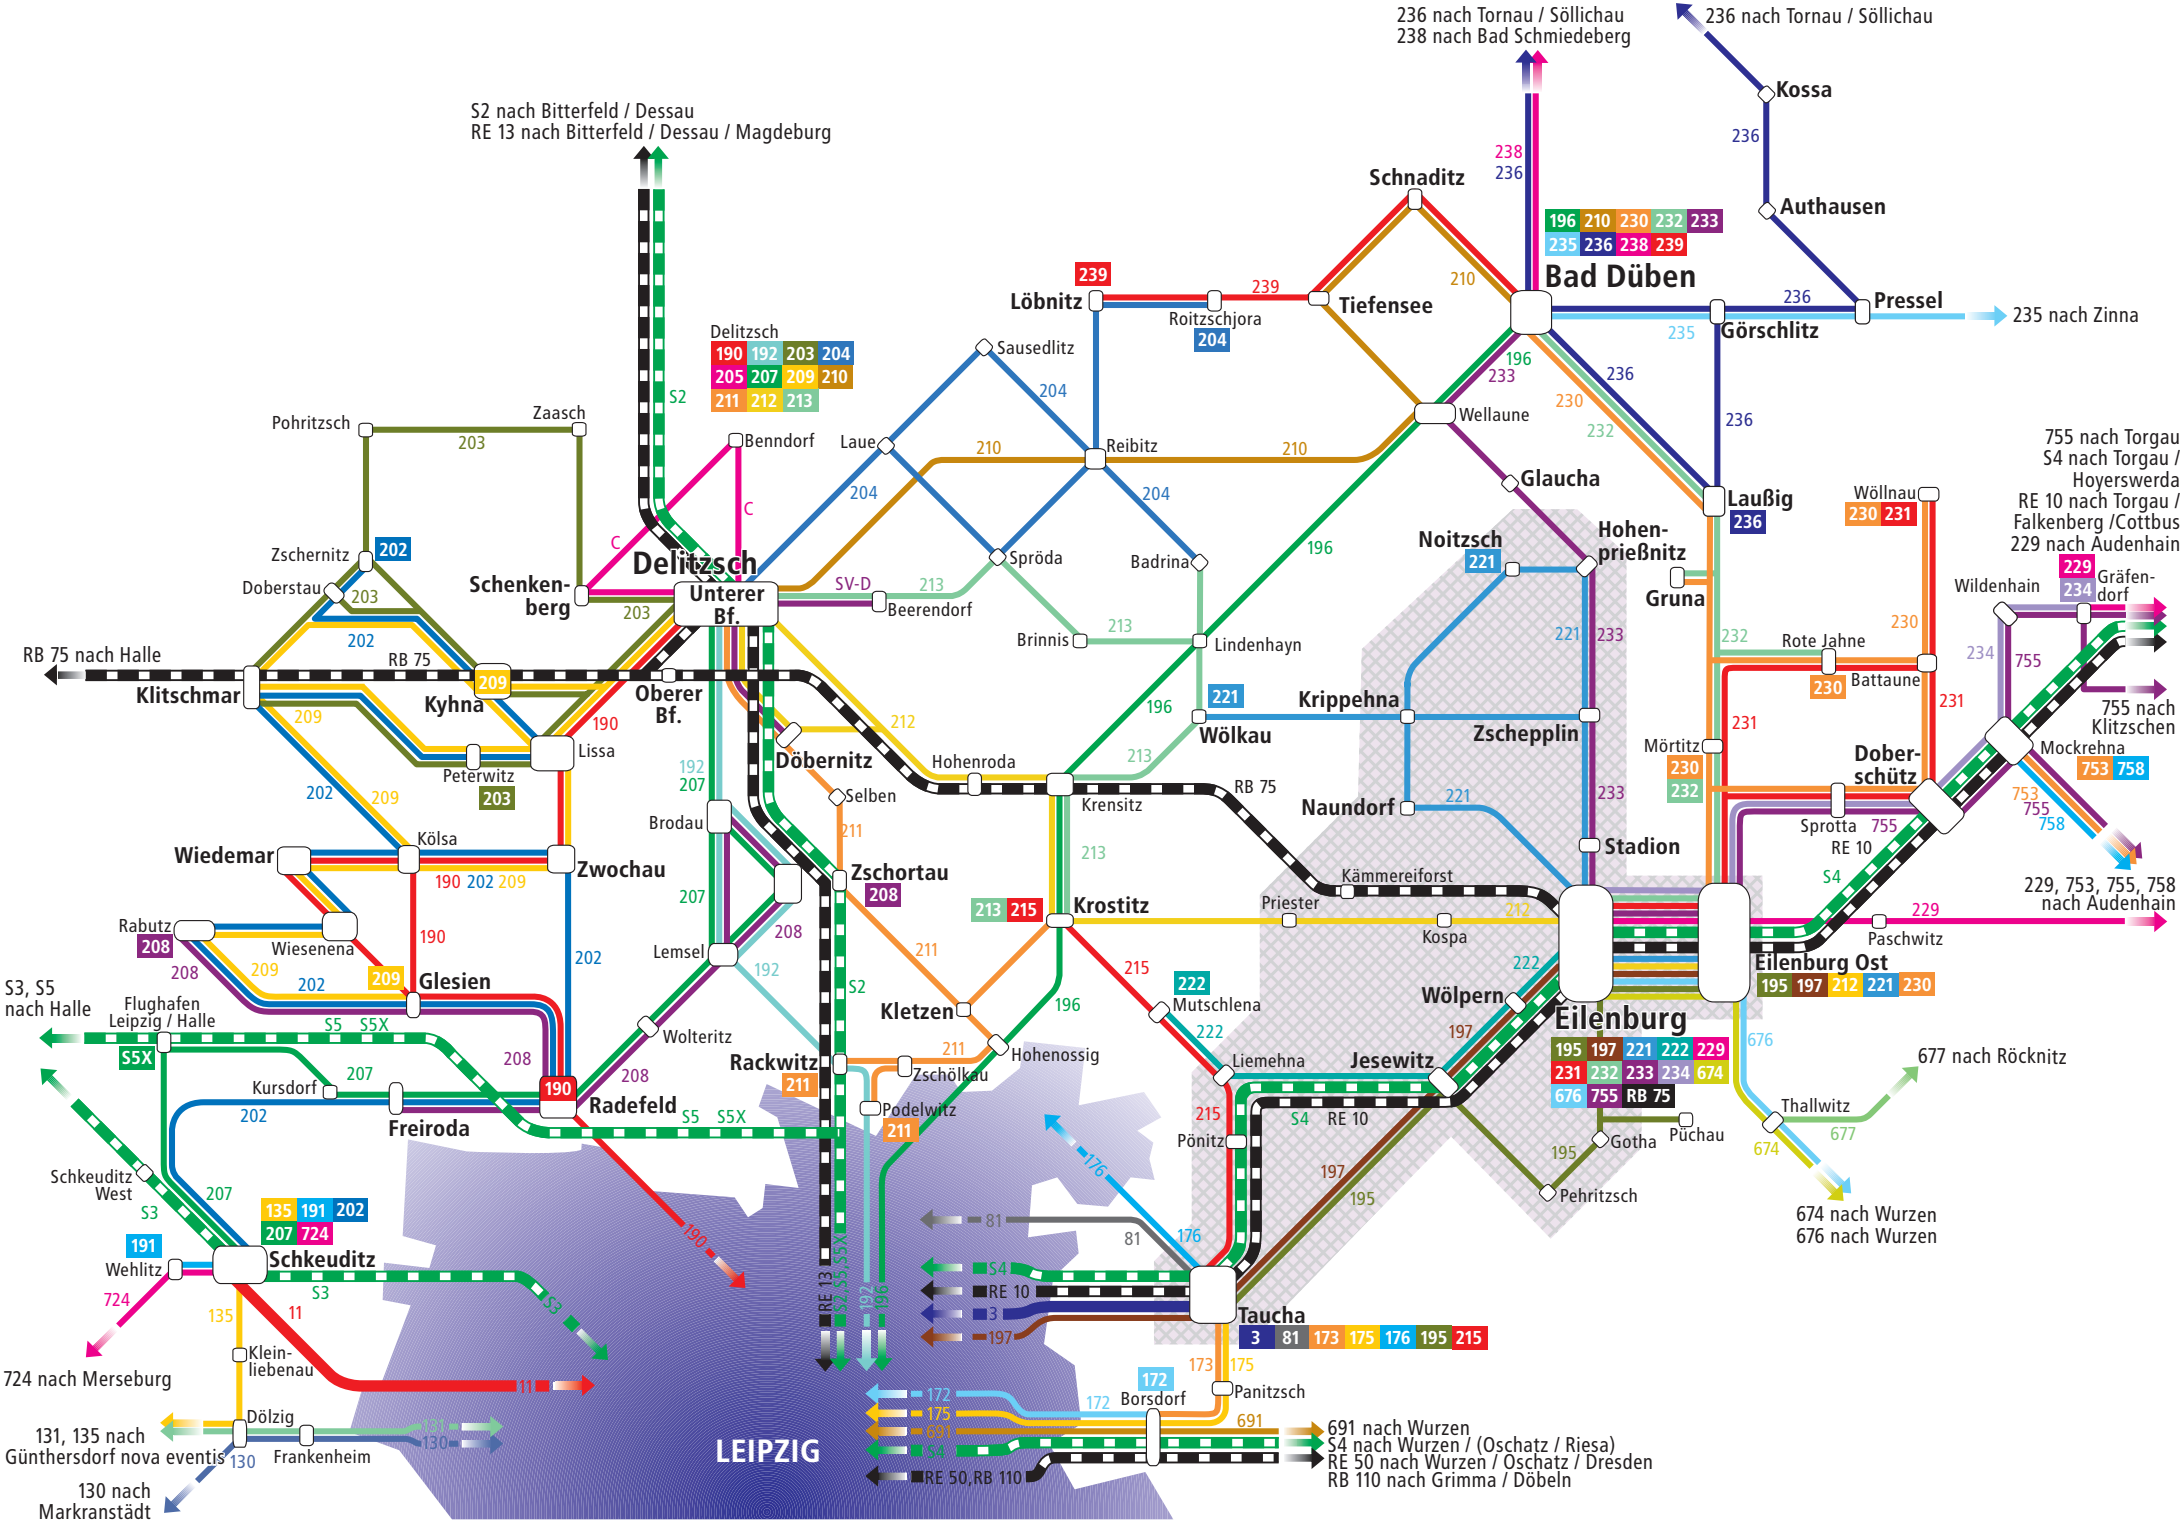 236 nach Tornau / Söllichau
238 nach Bad Schmiedeberg
236 nach Tornau / Söllichau
Kossa
236
Authausen
S2 nach Bitterfeld / Dessau
RE 13 nach Bitterfeld / Dessau / Magdeburg
238
236
Schnaditz
196 210 230 232 233
235 236 238 239
Bad Düben
210
239
Löbnitz
239
Roitzschjora
204
Tiefensee
236
Pressel
235
Görschlitz
235 nach Zinna
Delitzsch
190 192 203 204
205 207 209 210
211 212 213
S2
Sausedlitz
204
196
233
236
230
232
236
Pohritzsch
Zaasch
203
Benndorf
Laue
210
Reibitz
210
Wellaune
204
204
C
C
Glaucha
Laußig
236
Wöllnau
230 231
755 nach Torgau
S4 nach Torgau /
Hoyerswerda
RE 10 nach Torgau /
Falkenberg /Cottbus
229 nach Audenhain
229
234
Gräfen-
dorf
Wildenhain
Zschernitz
202
Doberstau
203
202
Schenken-
berg
203
Delitzsch
Unterer
Bf.
SV-D
213
Beerendorf
Spröda
Badrina
196
Noitzsch
221
Hohen-
prießnitz
Gruna
Brinnis
213
Lindenhayn
221
233
232
Rote Jahne
230
230
Battaune
234
755
RB 75 nach Halle
RB 75
Klitschmar
209
Kyhna
209
Oberer
Bf.
190
Lissa
Peterwitz
203
212
Döbernitz
192
207
221
Wölkau
196
213
Krippehna
Zschepplin
231
231
Mörtitz
230
232
755 nach
Klitzschen
Mockrehna
753 758
753
755
758
Dober-
schütz
Hohenroda
Krensitz
RB 75
Selben
211
202
209
Brodau
Naundorf
221
233
Sprotta
755
RE 10
S4
Kölsa
Wiedemar
190 202 209
Zwochau
Zschortau
208
213
Stadion
Kämmereiforst
Priester
212
Kospa
229, 753, 755, 758
nach Audenhain
229
Paschwitz
Rabutz
208
208
Wiesenena
190
207
208
213 215
Krostitz
Lemsel
192
202
211
215
222
Eilenburg Ost
195 197 212 221 230
209
202
209
Glesien
S3, S5
nach Halle
Flughafen
Leipzig / Halle
S5X
S5
S5X
S2
Kletzen
196
222
Mutschlena
222
Wölpern
197
Eilenburg
195 197 221 222 229
231 232 233 234 674
676 755 RB 75
676
677 nach Röcknitz
Wolteritz
208
208
Rackwitz
211
211
Hohenossig
Zschölkau
Podelwitz
211
Liemehna
Jesewitz
Kursdorf
207
202
Freiroda
190
Radefeld
S5
S5X
215
S4
RE 10
Thallwitz
677
674
Püchau
Gotha
195
Pehritzsch
Pönitz
176
197
195
Schkeuditz
West
S3
207
190
81
81
176
674 nach Wurzen
676 nach Wurzen
135 191 202
207 724
Schkeuditz
191
Wehlitz
S3
S3
RE 13
S2,S5,S5X
192
196
S4
RE 10
3
197
Taucha
3 81 173 175 176 195 215
724
135
11
Klein-
liebenau
724 nach Merseburg
11
173
175
Panitzsch
172
Borsdorf
172
172
175
691
S4
RE 50,RB 110
691
691 nach Wurzen
S4 nach Wurzen / (Oschatz / Riesa)
RE 50 nach Wurzen / Oschatz / Dresden
RB 110 nach Grimma / Döbeln
Dölzig
131
130
Frankenheim
131, 135 nach
Günthersdorf nova eventis
130
130 nach
Markranstädt
LEIPZIG